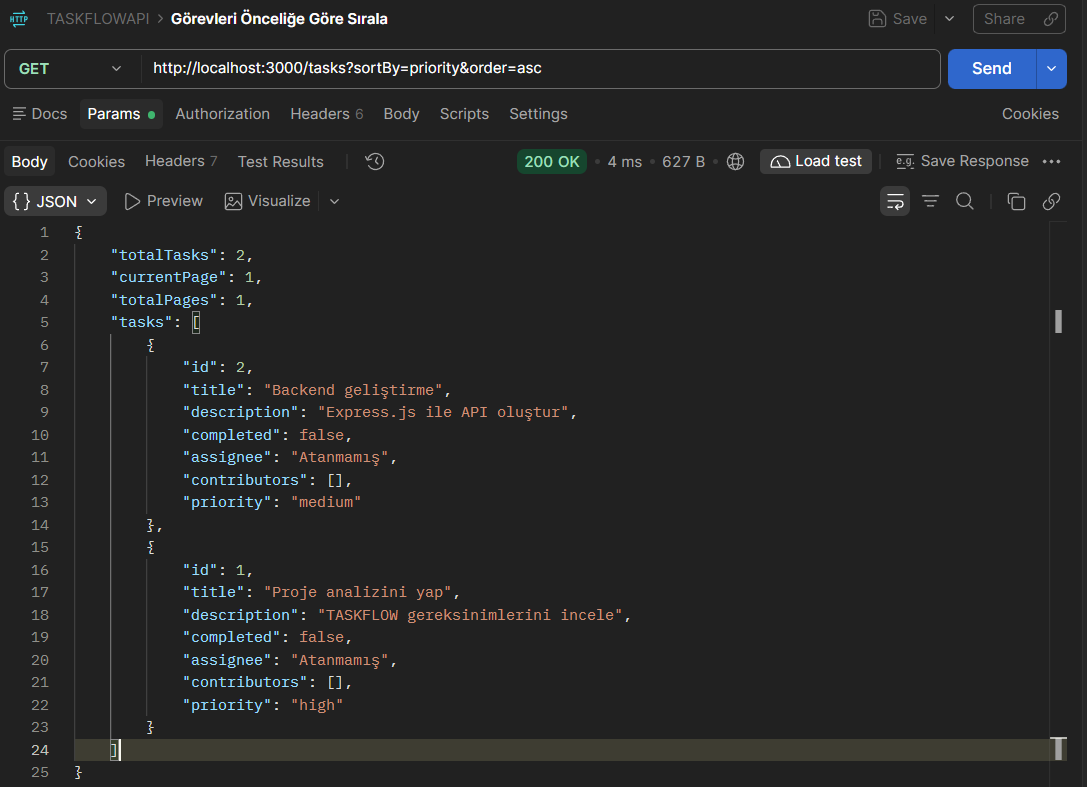 HTTP TASKFLOWAPI > Görevleri Önceliğe Göre Sırala Save Share
GET http://localhost:3000/tasks?sortBy=priority&order=asc Send
Docs Params Authorization Headers 6 Body Scripts Settings Cookies
Body Cookies Headers 7 Test Results 200 OK • 4 ms • 627 B • Load test e.g. Save Response
{} JSON Preview Visualize
1 {
2 "totalTasks": 2,
3 "currentPage": 1,
4 "totalPages": 1,
5 "tasks": [
6 {
7 "id": 2,
8 "title": "Backend geliştirme",
9 "description": "Express.js ile API oluştur",
10 "completed": false,
11 "assignee": "Atanmamış",
12 "contributors": [],
13 "priority": "medium"
14 },
15 {
16 "id": 1,
17 "title": "Proje analizini yap",
18 "description": "TASKFLOW gereksinimlerini incele",
19 "completed": false,
20 "assignee": "Atanmamış",
21 "contributors": [],
22 "priority": "high"
23 }
24 ]
25 }